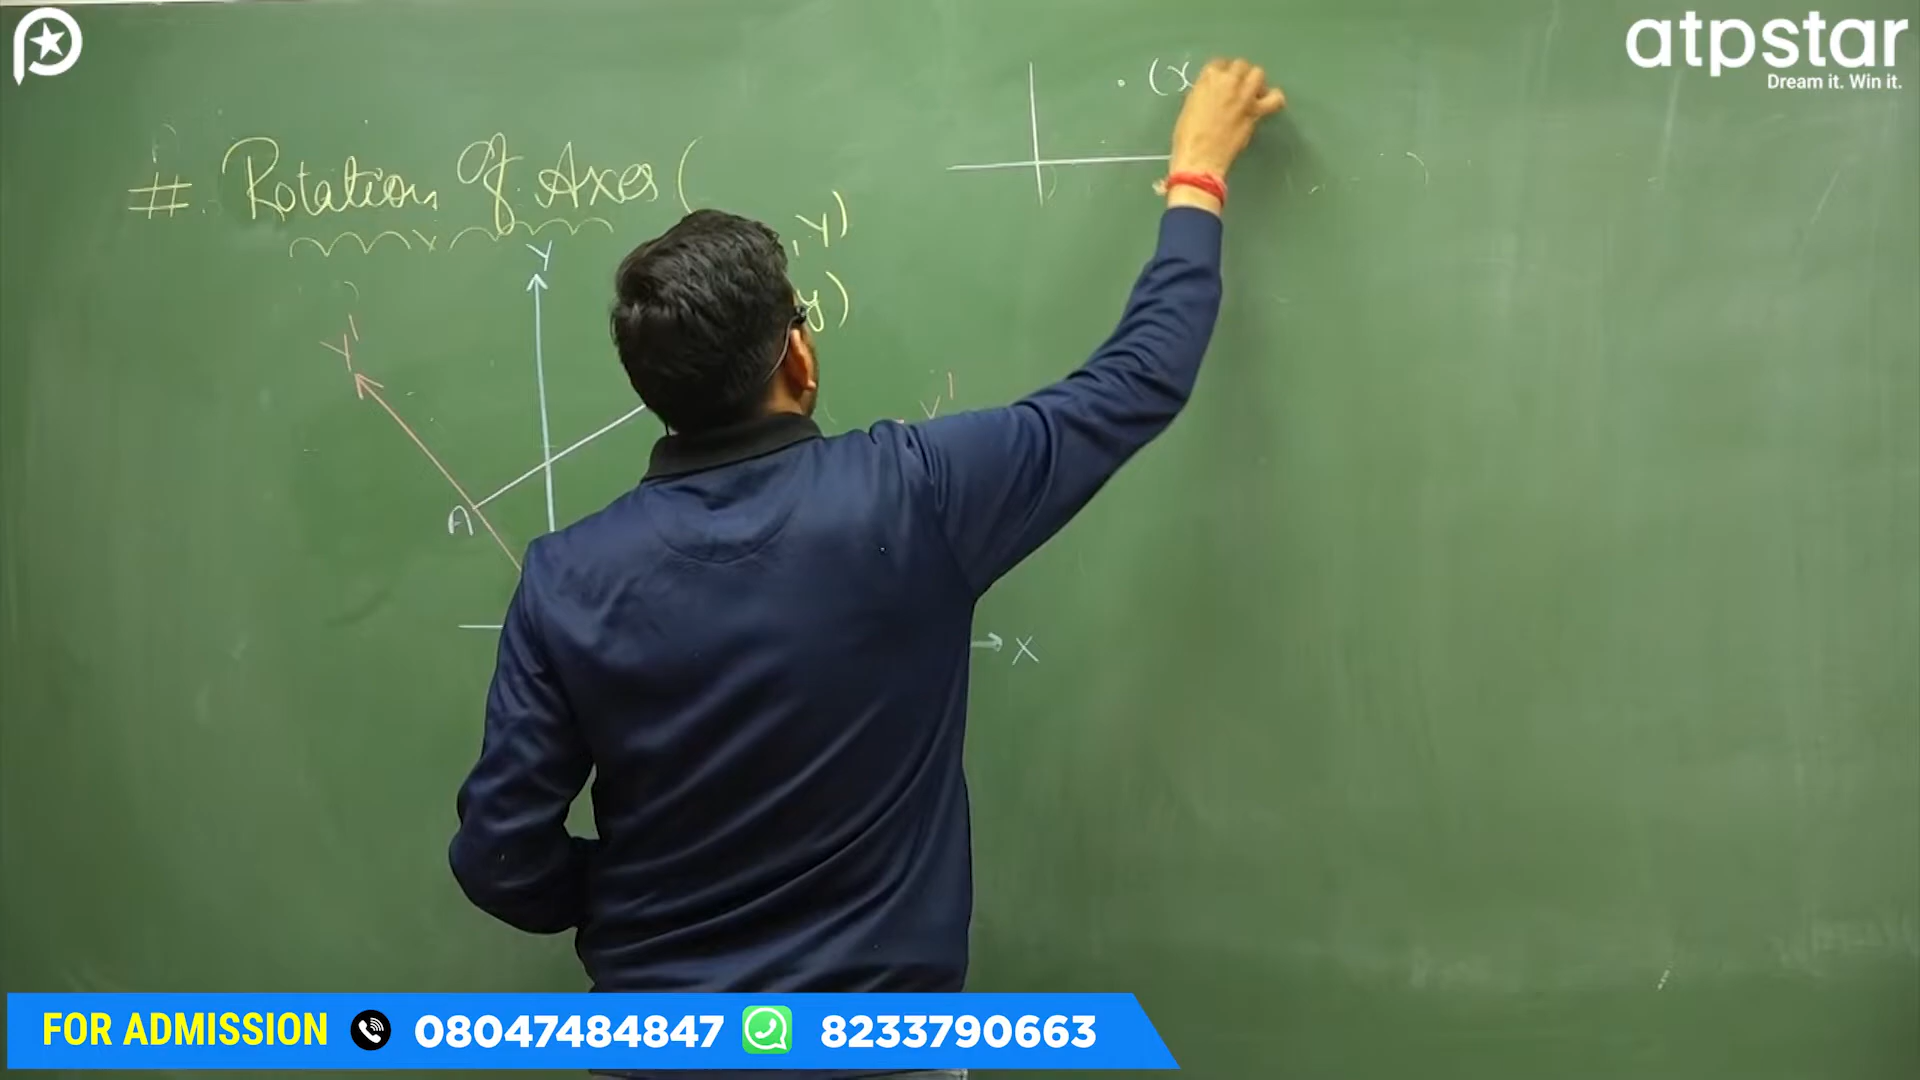 atpstar
Dream it. Win it.
(x
# Rotation Of Axes (
, Y)
y)
Y
Y'
A
X
FOR ADMISSION 08047484847 8233790663